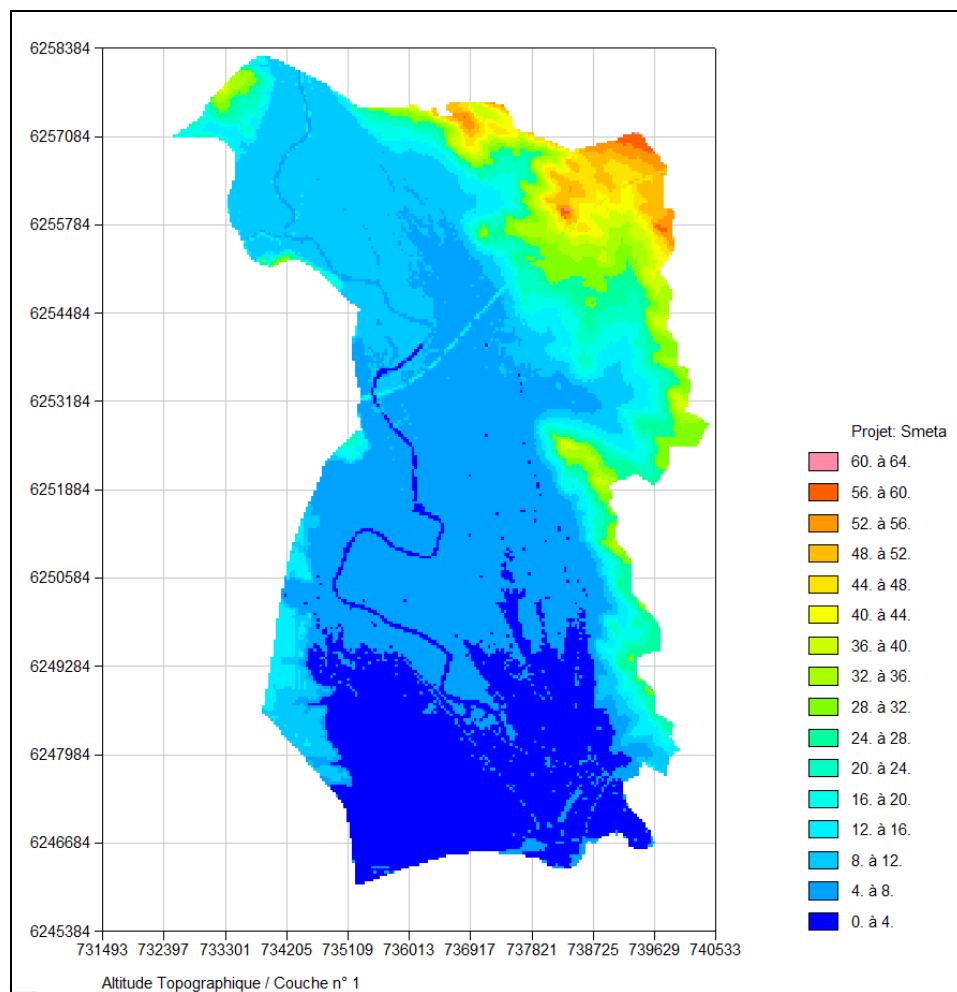 6258384
6257084
6255784
6254484
6253184
6251884
6250584
6249284
6247984
6246684
6245384
731493 732397 733301 734205 735109 736013 736917 737821 738725 739629 740533
Altitude Topographique / Couche n° 1
Projet: Smeta
60. à 64.
56. à 60.
52. à 56.
48. à 52.
44. à 48.
40. à 44.
36. à 40.
32. à 36.
28. à 32.
24. à 28.
20. à 24.
16. à 20.
12. à 16.
8. à 12.
4. à 8.
0. à 4.